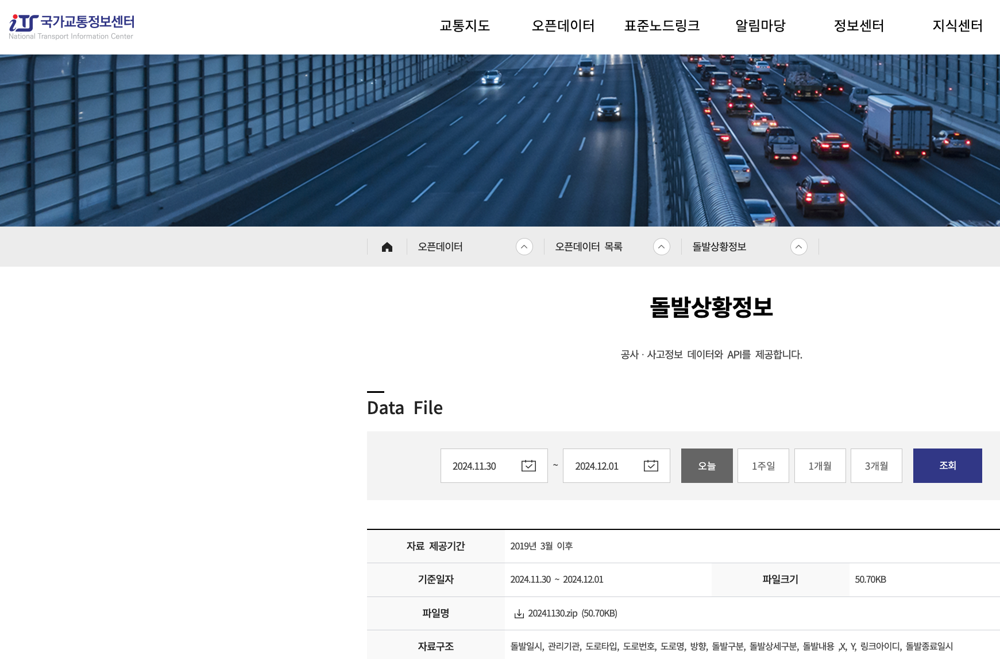 iTS 국가교통정보센터
National Transport Information Center
교통지도 오픈데이터 표준노드링크 알림마당 정보센터 지식센터
오픈데이터 오픈데이터 목록 돌발상황정보
돌발상황정보
공사 · 사고정보 데이터와 API를 제공합니다.
Data File
2024.11.30 ~ 2024.12.01 오늘 1주일 1개월 3개월 조회
자료 제공기간 2019년 3월 이후
기준일자 2024.11.30 ~ 2024.12.01 파일크기 50.70KB
파일명 20241130.zip (50.70KB)
자료구조 돌발일시, 관리기관, 도로타입, 도로번호, 도로명, 방향, 돌발구분, 돌발상세구분, 돌발내용 ,X, Y, 링크아이디, 돌발종료일시